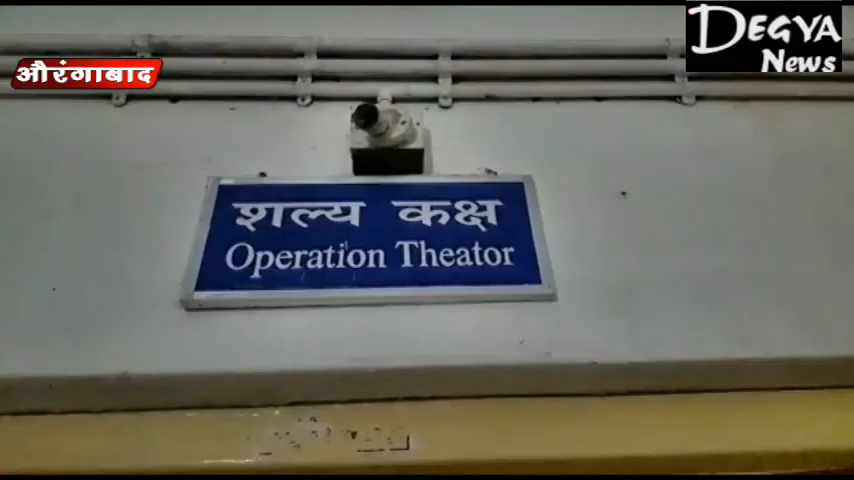 DEGYA
News
औरंगाबाद
शल्य कक्ष
Operation Theator